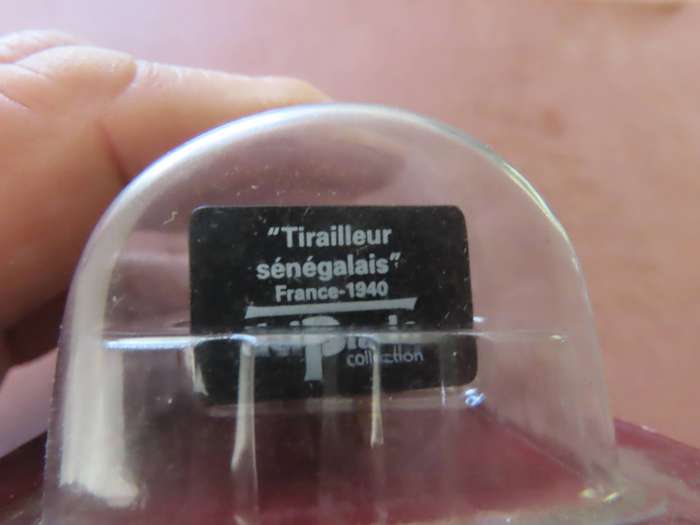 "Tirailleur
sénégalais"
France-1940
collection